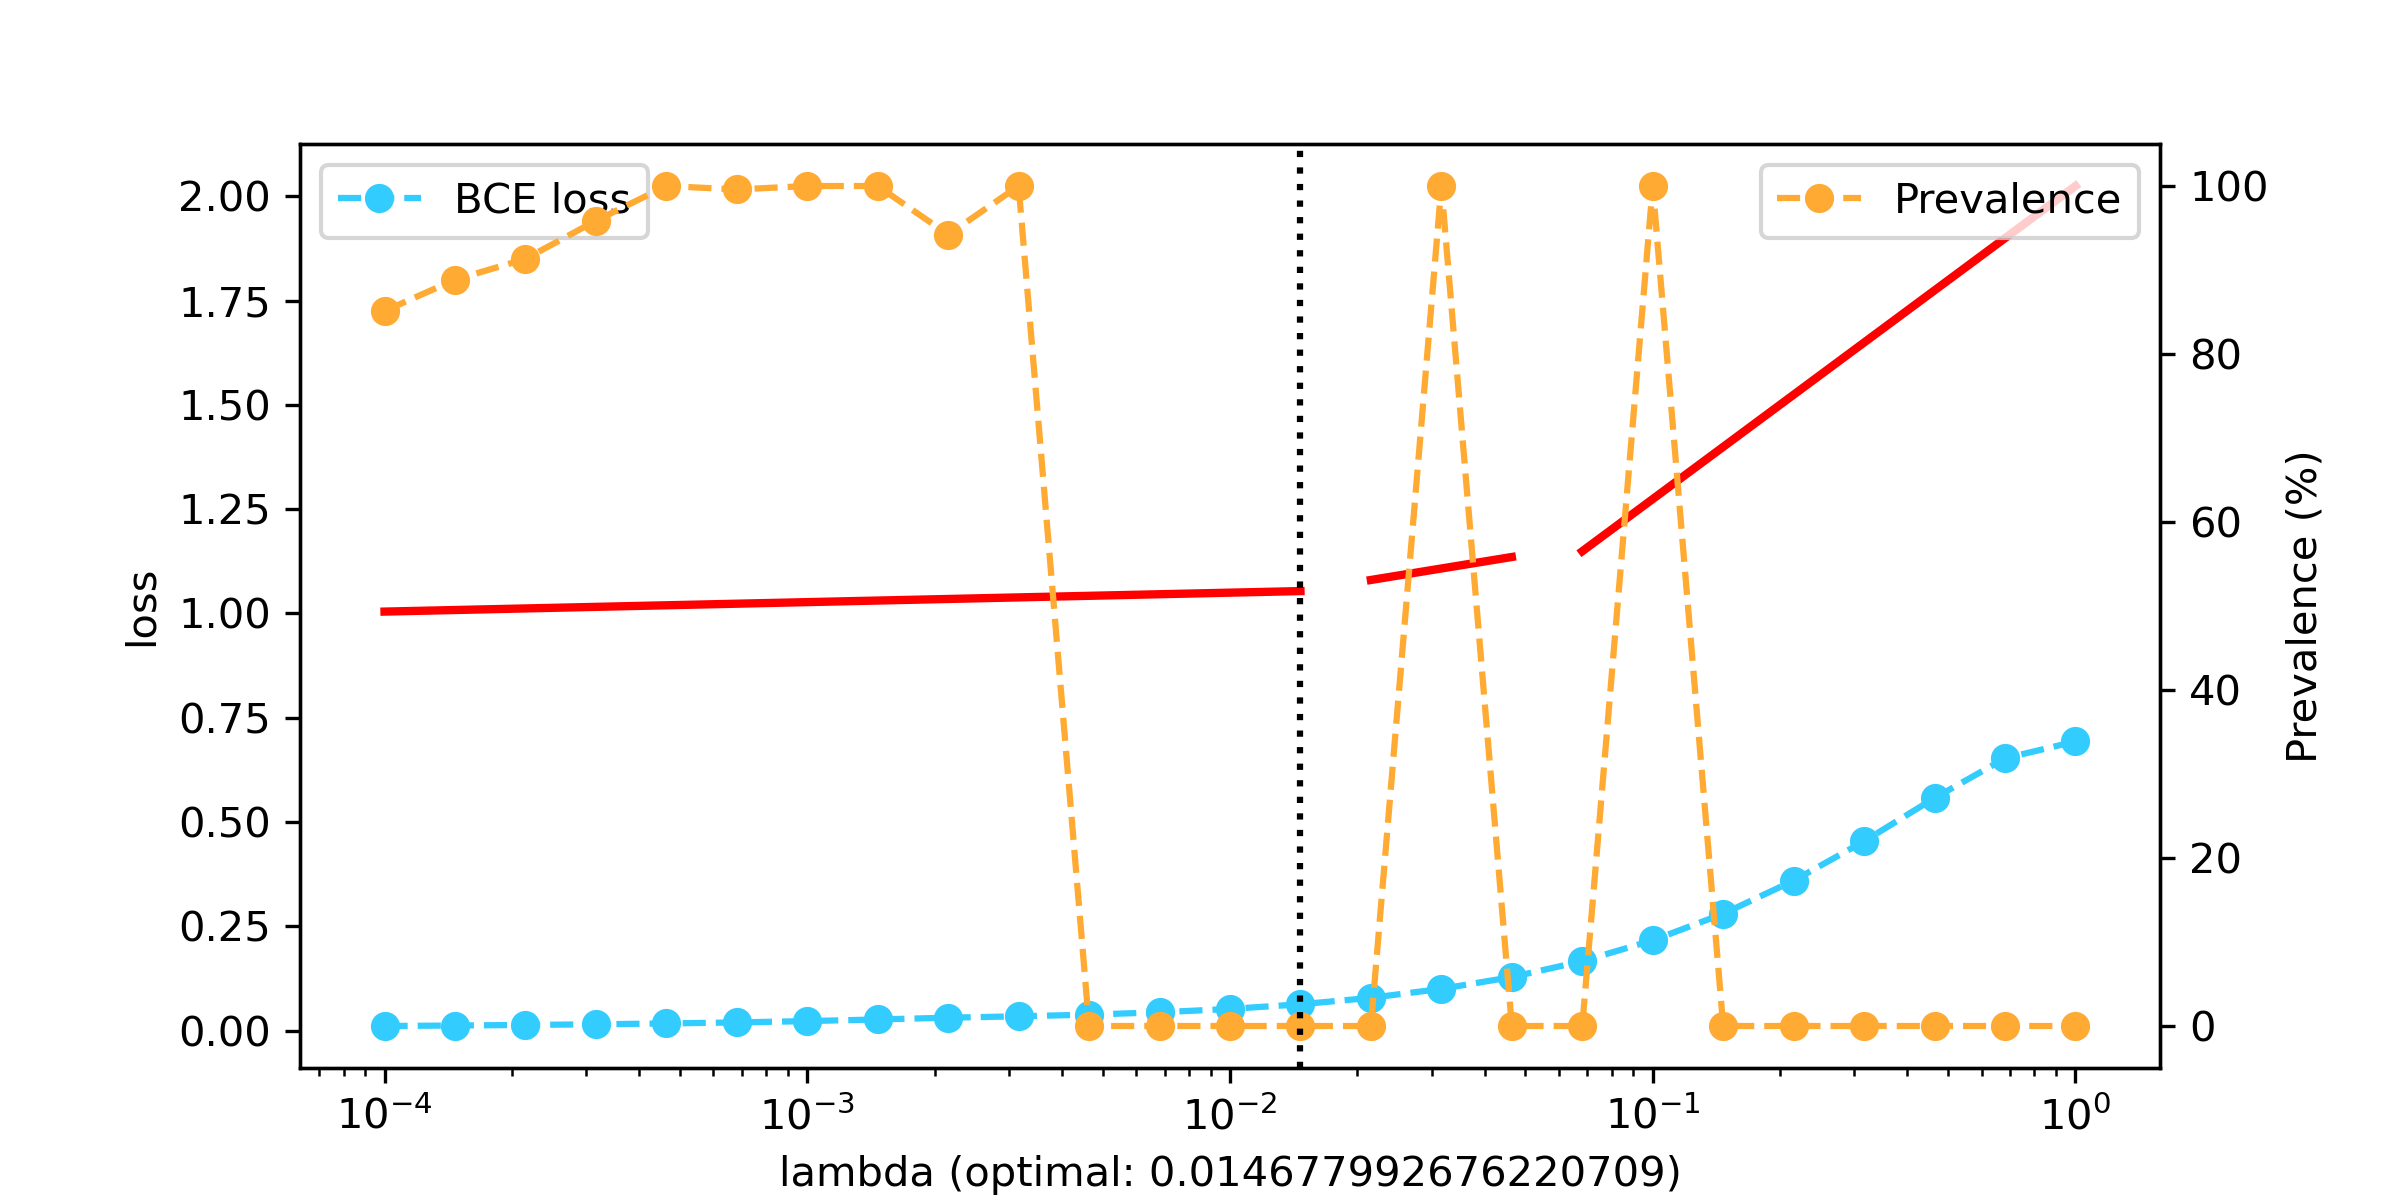 BCE loss
Prevalence
2.00
1.75
1.50
1.25
1.00
0.75
0.50
0.25
0.00
loss
100
80
60
40
20
0
Prevalence (%)
10⁻⁴ 10⁻³ 10⁻² 10⁻¹ 10⁰
lambda (optimal: 0.014677992676220709)